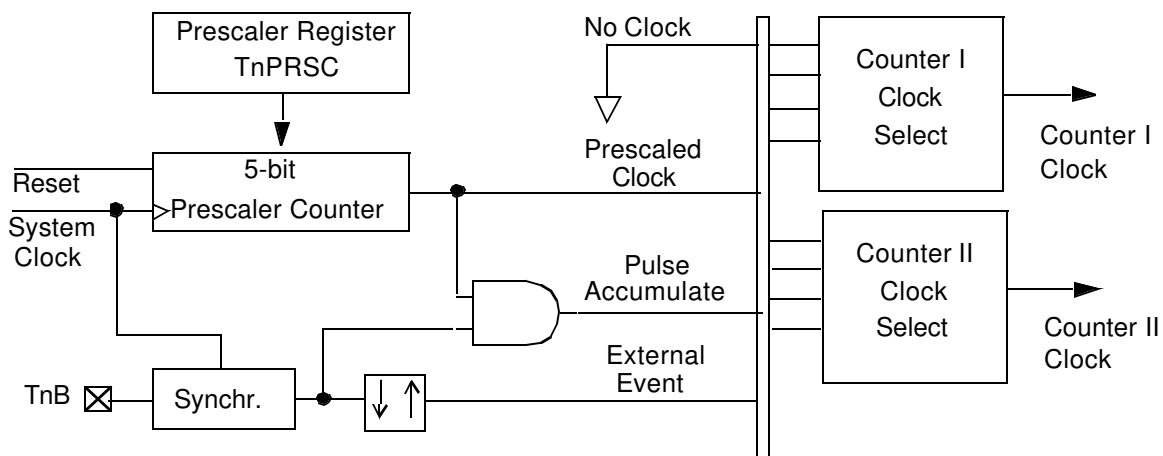 Prescaler Register
TnPRSC
5-bit
Prescaler Counter
Reset
System
Clock
TnB
Synchr.
No Clock
Prescaled
Clock
Pulse
Accumulate
External
Event
Counter I
Clock
Select
Counter I
Clock
Counter II
Clock
Select
Counter II
Clock